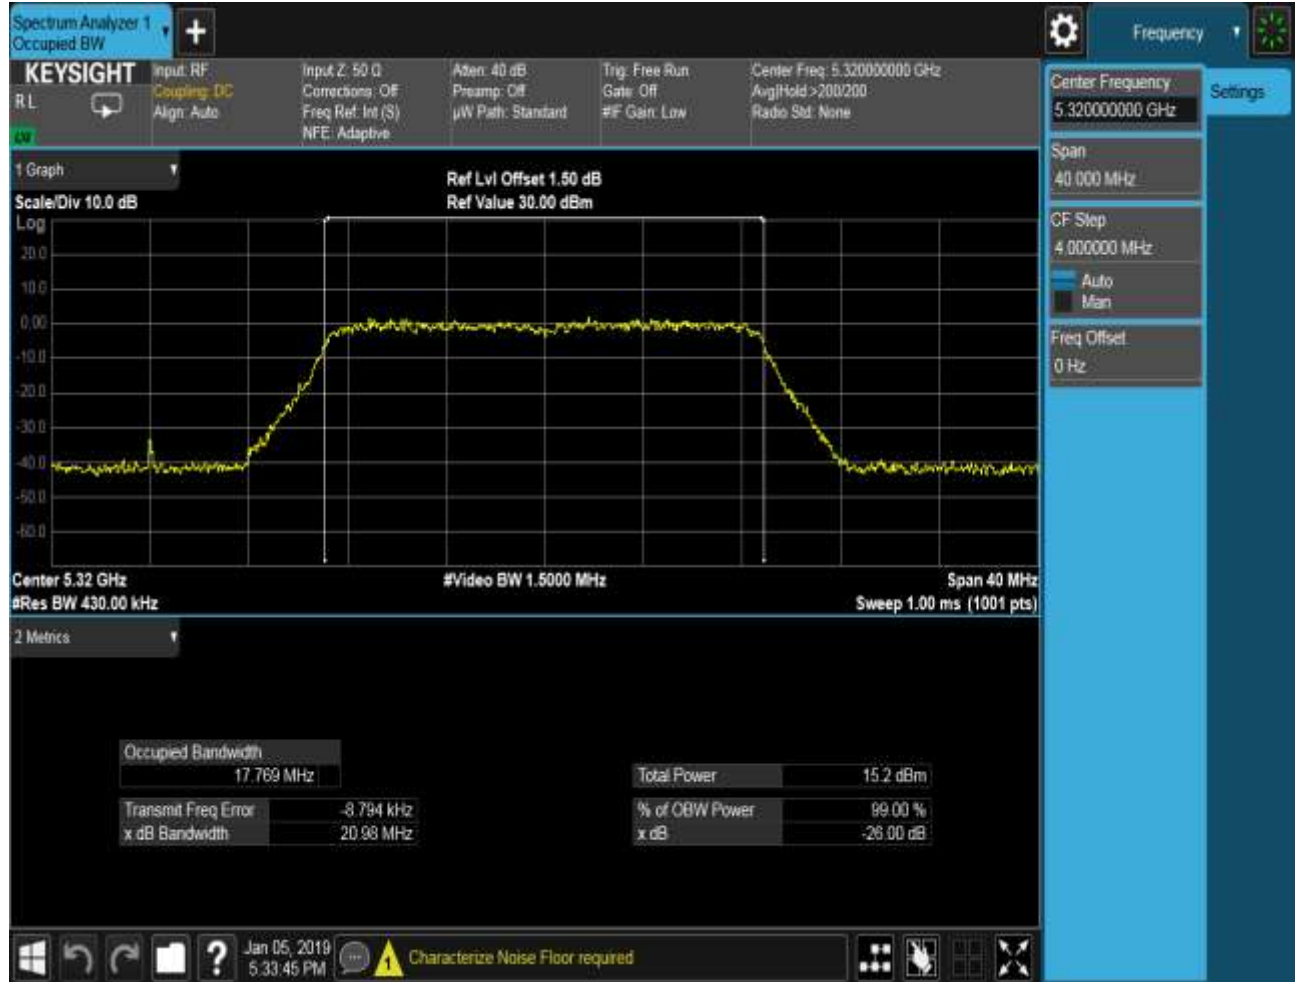 Spectrum Analyzer 1
Occupied BW
Frequency
KEYSIGHT
R L
Input: RF
Coupling: DC
Align: Auto
Input Z: 50 Ω
Corrections: Off
Freq Ref: Int (S)
NFE: Adaptive
Atten: 40 dB
Preamp: Off
µW Path: Standard
Trig: Free Run
Gate: Off
#IF Gain: Low
Center Freq: 5.320000000 GHz
Avg|Hold:>200/200
Radio Std: None
Center Frequency
5.320000000 GHz
Settings
Span
40.000 MHz
CF Step
4.000000 MHz
Auto
Man
Freq Offset
0 Hz
1 Graph
Scale/Div 10.0 dB
Ref Lvl Offset 1.50 dB
Ref Value 30.00 dBm
Log
20.0
10.0
0.00
-10.0
-20.0
-30.0
-40.0
-50.0
-60.0
Center 5.32 GHz
#Video BW 1.5000 MHz
Span 40 MHz
#Res BW 430.00 kHz
Sweep 1.00 ms (1001 pts)
2 Metrics
Occupied Bandwidth
17.769 MHz
Total Power 15.2 dBm
Transmit Freq Error -8.794 kHz
% of OBW Power 99.00 %
x dB Bandwidth 20.98 MHz
x dB -26.00 dB
?
Jan 05, 2019
5:33:45 PM
1
Characterize Noise Floor required